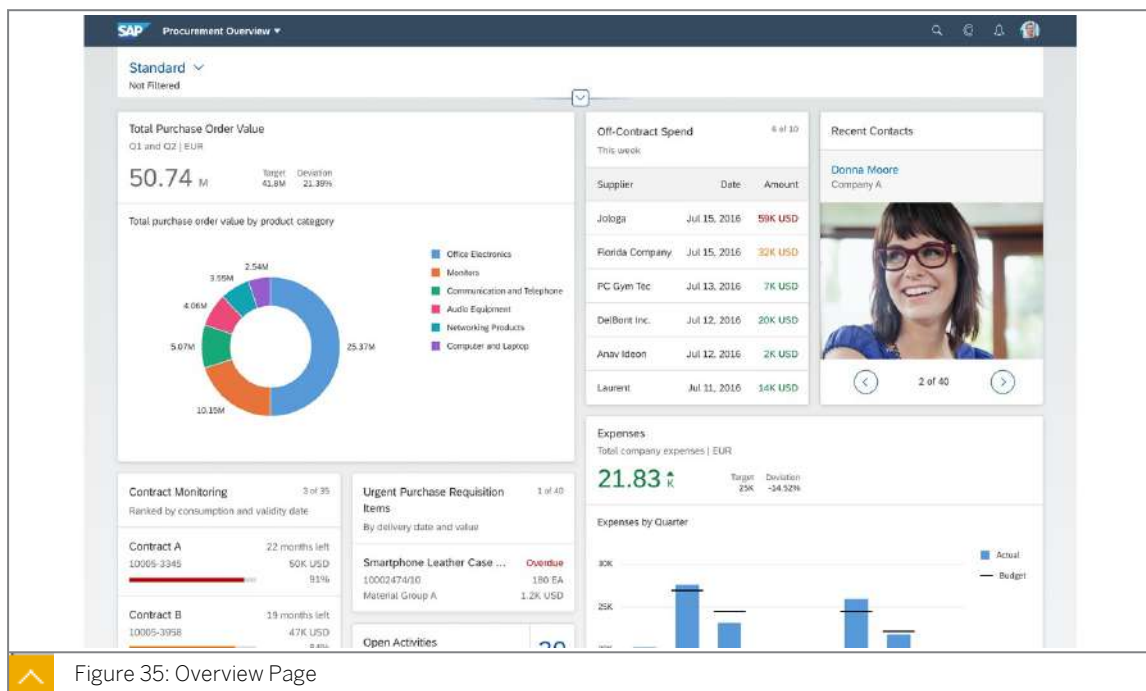 SAP Procurement Overview
Standard
Not Filtered
Total Purchase Order Value
Q1 and Q2 | EUR
50.74 M
Target Deviation
41.8M 21.39%
Total purchase order value by product category
2.54M
3.55M
4.06M
5.07M
10.15M
25.37M
Office Electronics
Monitors
Communication and Telephone
Audio Equipment
Networking Products
Computer and Laptop
Off-Contract Spend 6 of 10
This week
Supplier Date Amount
Jologa Jul 15, 2016 59K USD
Florida Company Jul 15, 2016 32K USD
PC Gym Tec Jul 13, 2016 7K USD
DelBont Inc. Jul 12, 2016 20K USD
Anav Ideon Jul 12, 2016 2K USD
Laurent Jul 11, 2016 14K USD
Recent Contacts
Donna Moore
Company A
2 of 40
Contract Monitoring 3 of 35
Ranked by consumption and validity date
Contract A 22 months left
10005-3345 50K USD
91%
Contract B 19 months left
10005-3958 47K USD
Urgent Purchase Requisition 1 of 40
Items
By delivery date and value
Smartphone Leather Case ... Overdue
10002474/10 180 EA
Material Group A 1.2K USD
Open Activities
Expenses
Total company expenses | EUR
21.83 K
Target Deviation
25K -14.52%
Expenses by Quarter
30K
25K
Actual
Budget
Figure 35: Overview Page